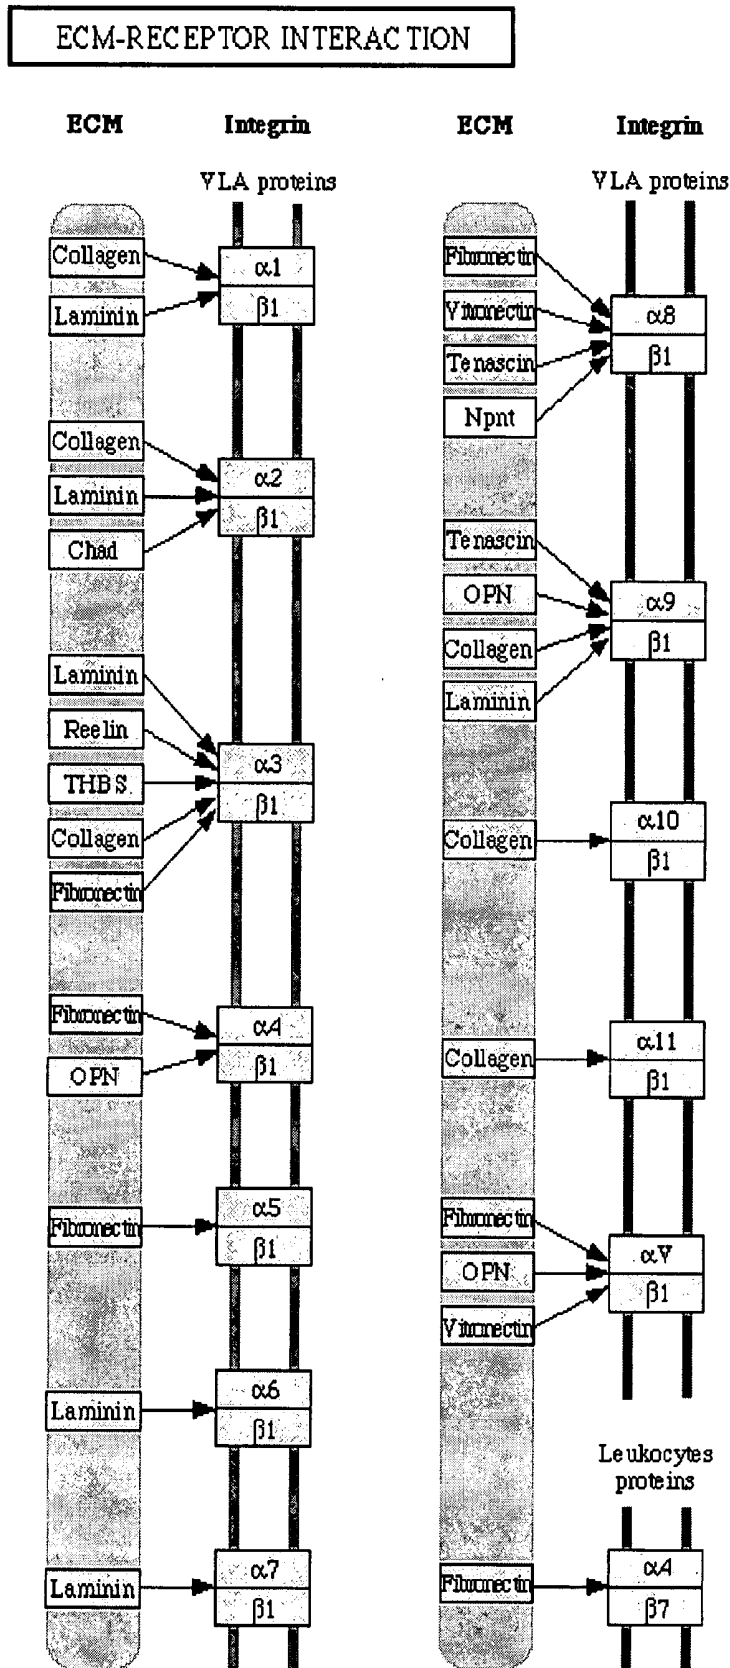 ECM-RECEPTOR INTERACTION
ECM
Integrin
VLA proteins
Collagen
Laminin
α1
β1
Collagen
Laminin
Chad
α2
β1
Laminin
Reelin
THBS
Collagen
Fibronectin
α3
β1
Fibronectin
OPN
α4
β1
Fibronectin
α5
β1
Laminin
α6
β1
Laminin
α7
β1
ECM
Integrin
VLA proteins
Fibronectin
Vitronectin
Tenascin
Npnt
α8
β1
Tenascin
OPN
Collagen
Laminin
α9
β1
Collagen
α10
β1
Collagen
α11
β1
Fibronectin
OPN
Vitronectin
αV
β1
Leukocytes
proteins
Fibronectin
α4
β7